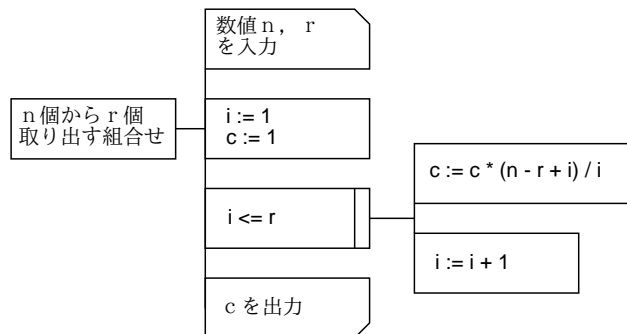 数値ｎ，ｒ
を入力
ｎ個からｒ個
取り出す組合せ
i := 1
c := 1
i <= r
c := c * (n - r + i) / i
i := i + 1
ｃを出力